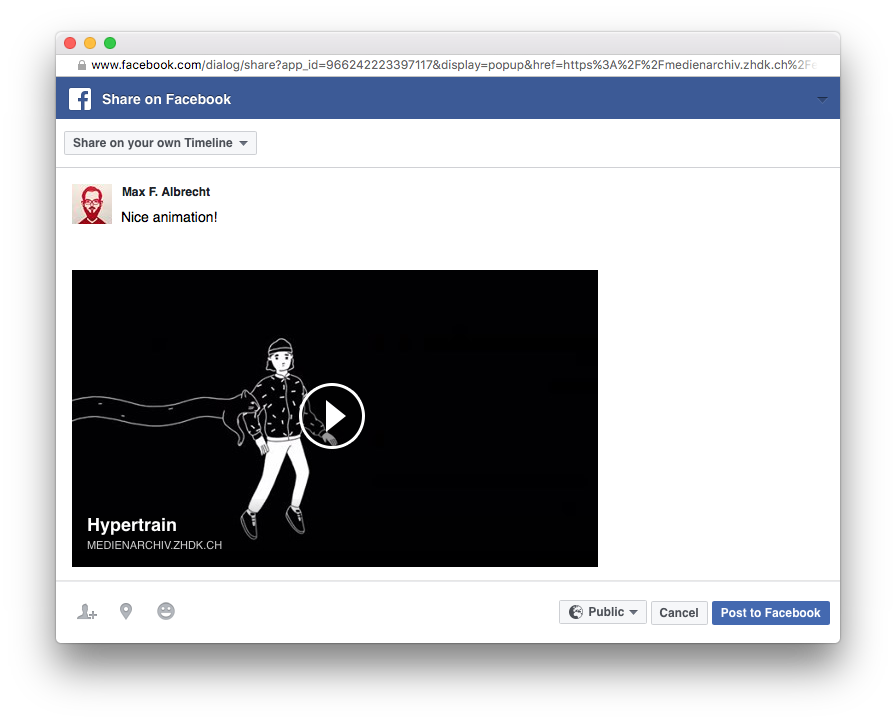 www.facebook.com/dialog/share?app_id=966242223397117&display=popup&href=https%3A%2F%2Fmedienarchiv.zhdk.ch%2Fe
Share on Facebook
Share on your own Timeline
Max F. Albrecht
Nice animation!
Hypertrain
MEDIENARCHIV.ZHDK.CH
Public
Cancel
Post to Facebook